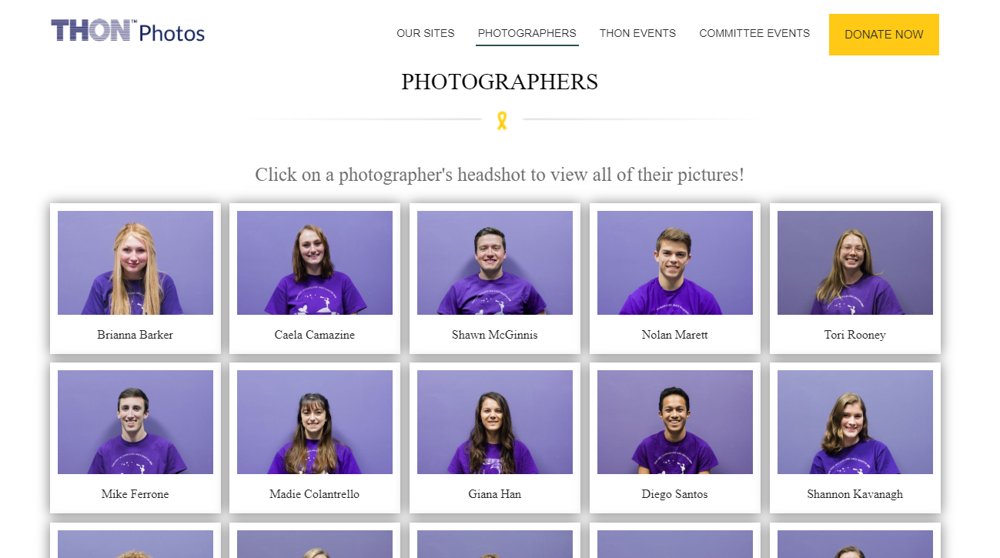 THON™ Photos
OUR SITES PHOTOGRAPHERS THON EVENTS COMMITTEE EVENTS DONATE NOW
PHOTOGRAPHERS
Click on a photographer's headshot to view all of their pictures!
Brianna Barker Caela Camazine Shawn McGinnis Nolan Marett Tori Rooney
Mike Ferrone Madie Colantrello Giana Han Diego Santos Shannon Kavanagh